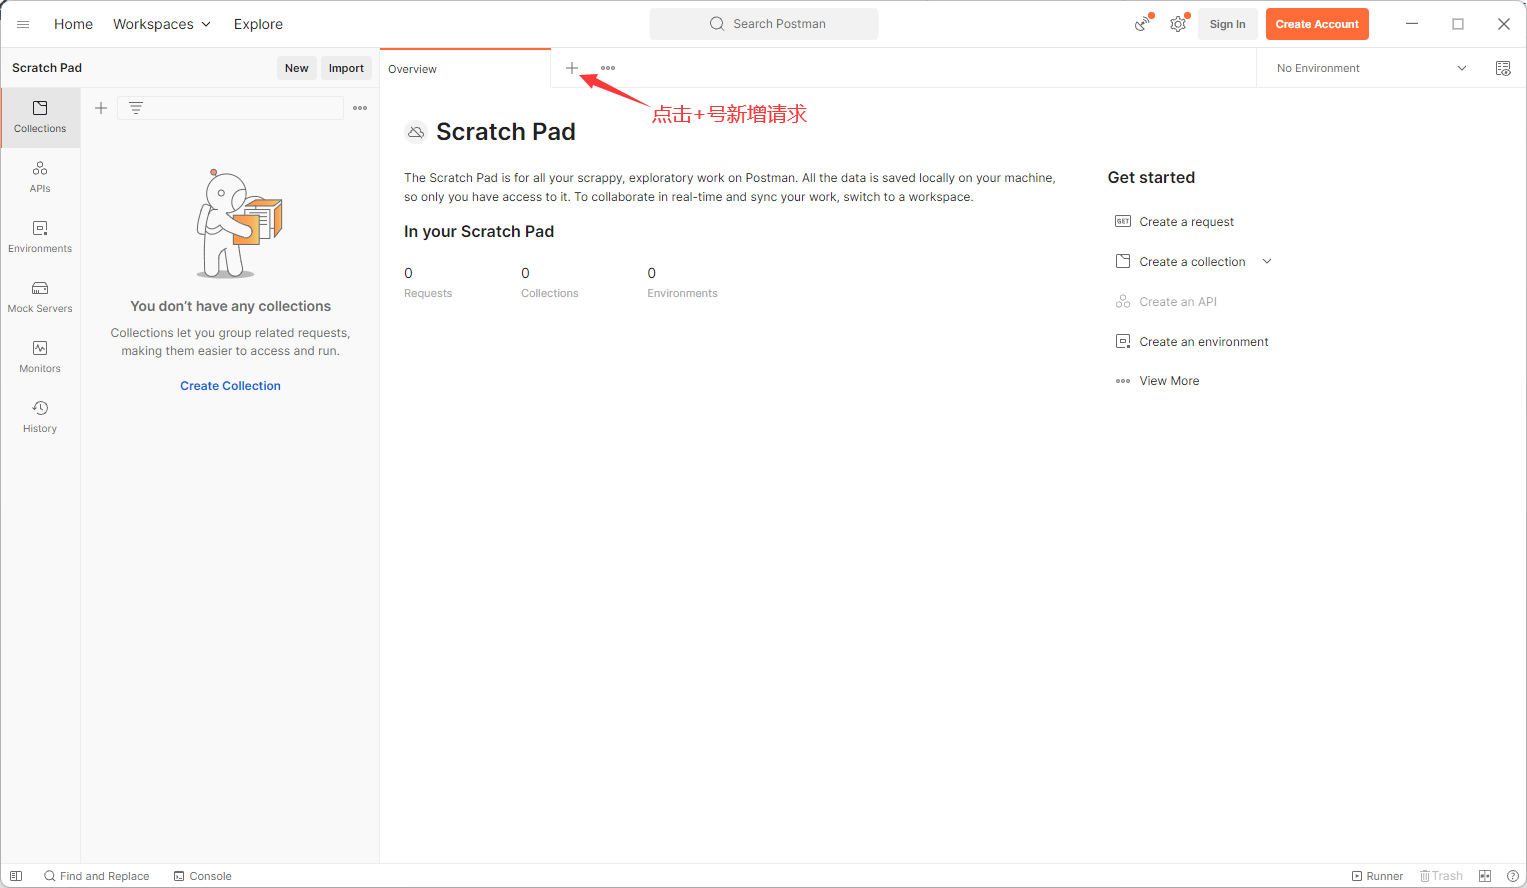 Home
Workspaces
Explore
Search Postman
Sign In
Create Account
Scratch Pad
New
Import
Overview
No Environment
点击+号新增请求
Collections
APIs
Environments
Mock Servers
Monitors
History
You don't have any collections
Collections let you group related requests,
making them easier to access and run.
Create Collection
Scratch Pad
The Scratch Pad is for all your scrappy, exploratory work on Postman. All the data is saved locally on your machine,
so only you have access to it. To collaborate in real-time and sync your work, switch to a workspace.
In your Scratch Pad
0
Requests
0
Collections
0
Environments
Get started
GET Create a request
Create a collection
Create an API
Create an environment
View More
Find and Replace
Console
Runner
Trash